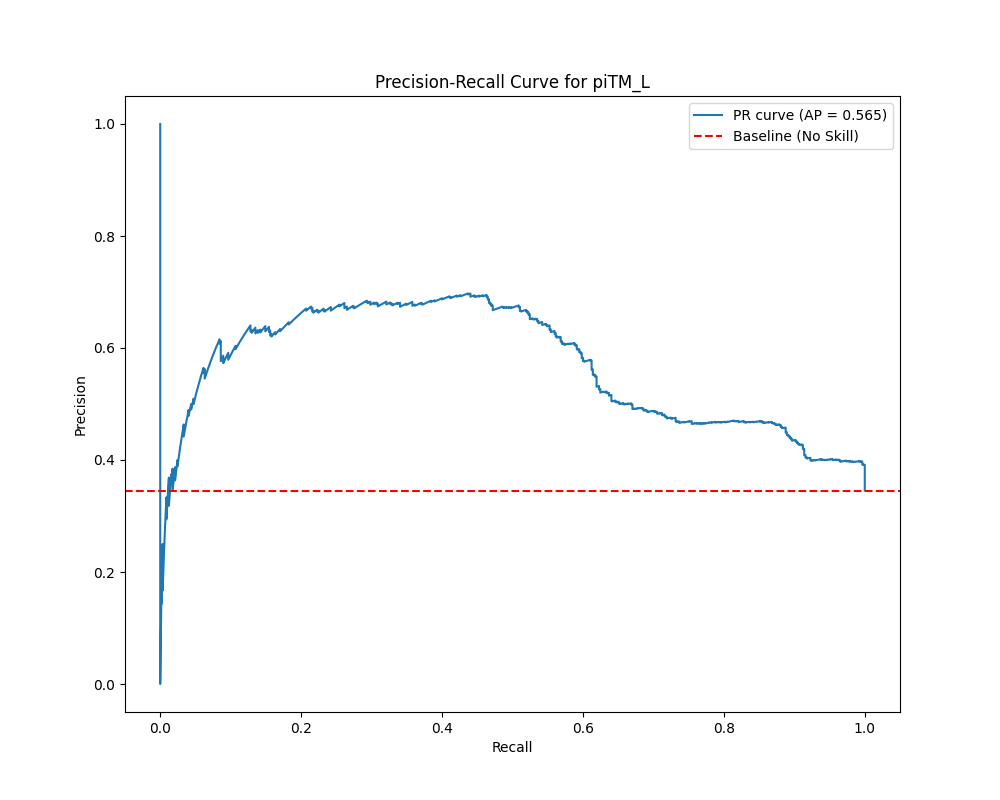 Precision-Recall Curve for piTM_L
PR curve (AP = 0.565)
Baseline (No Skill)
1.0
0.8
0.6
0.4
0.2
0.0
Precision
0.0 0.2 0.4 0.6 0.8 1.0
Recall